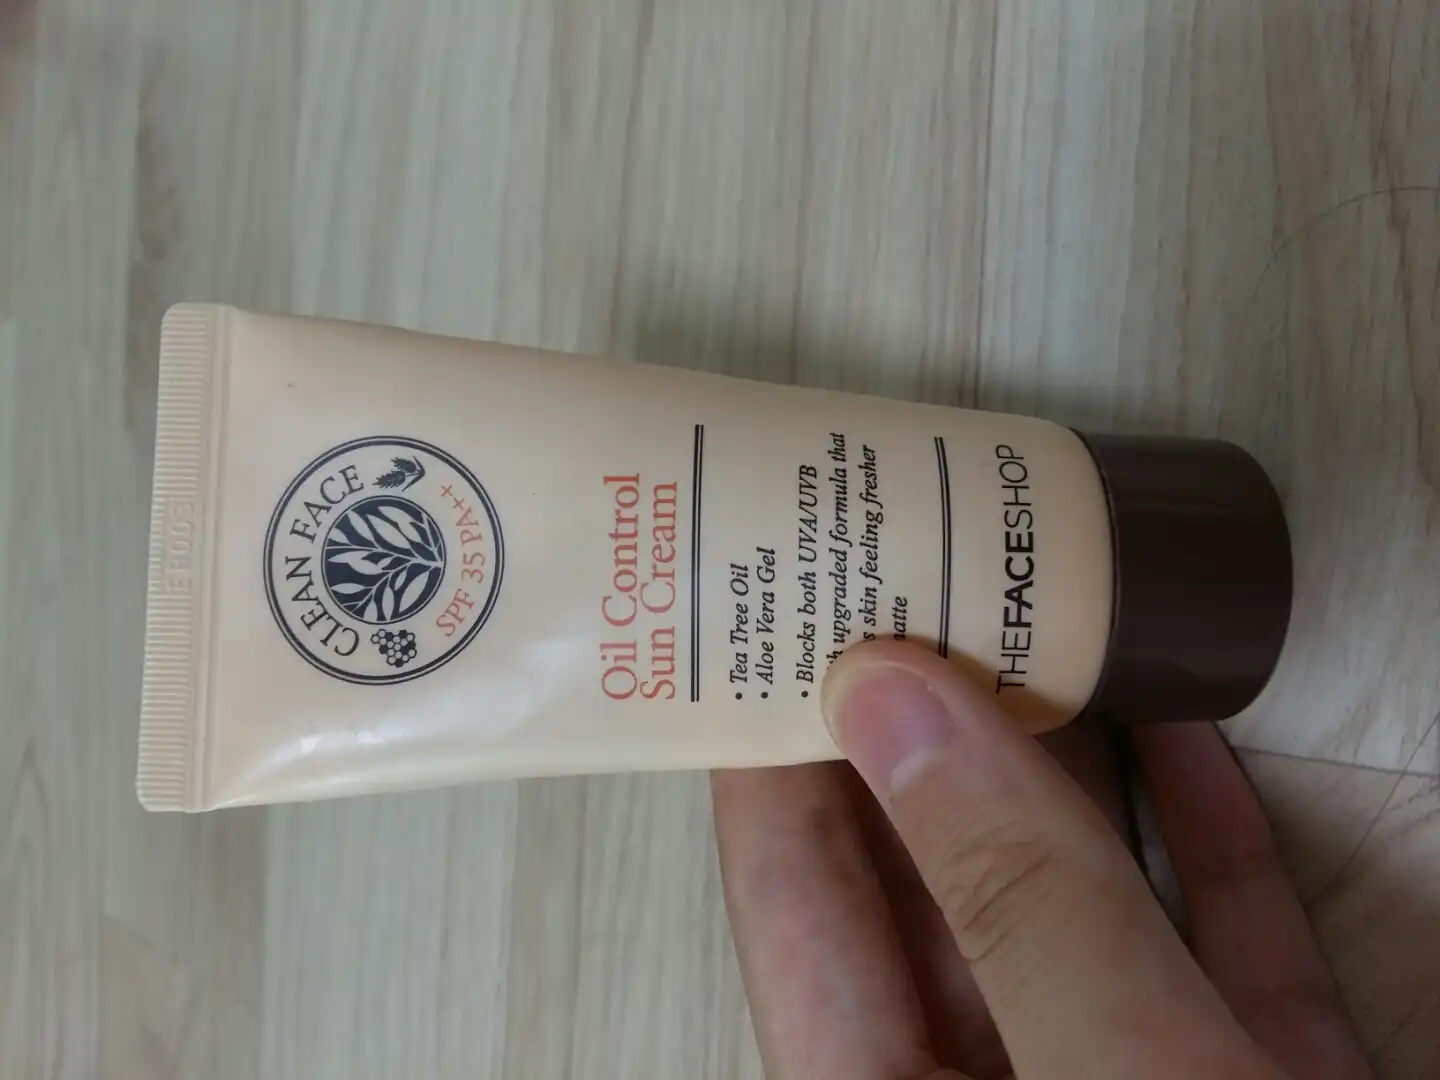 CLEAN FACE
SPF 35 PA++
Oil Control
Sun Cream
• Tea Tree Oil
• Aloe Vera Gel
• Blocks both UVA/UVB
upgraded formula that
skin feeling fresher
THEFACESHOP